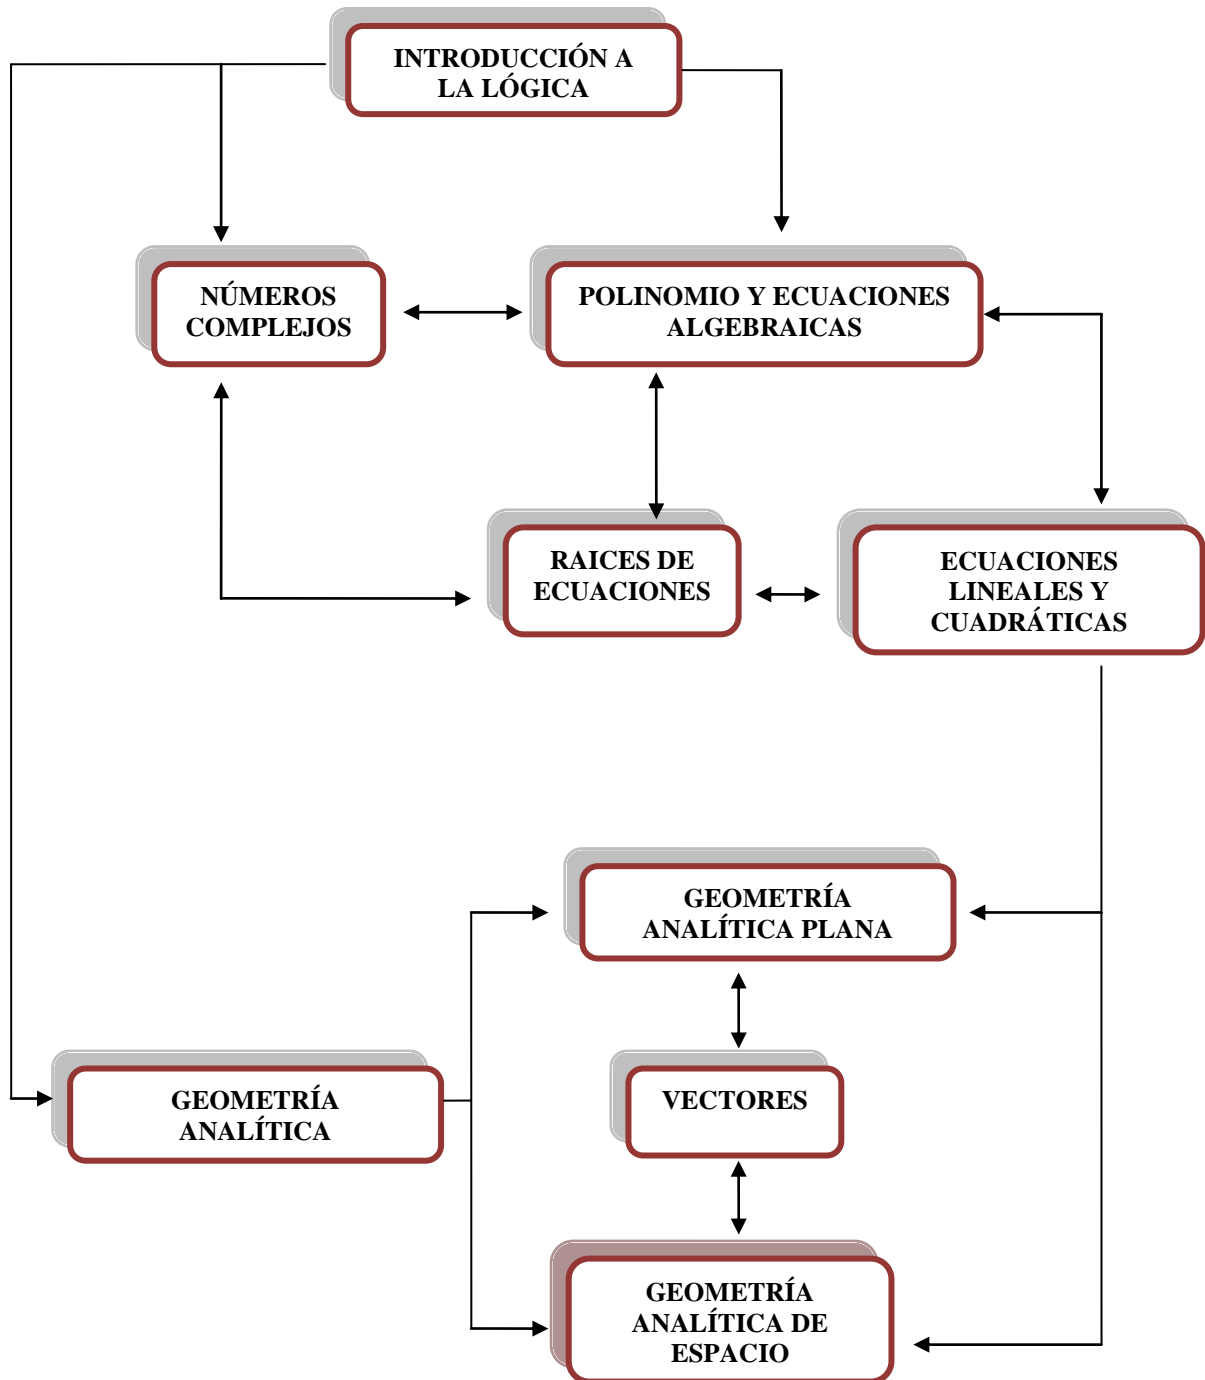 INTRODUCCIÓN A
LA LÓGICA
NÚMEROS
COMPLEJOS
POLINOMIO Y ECUACIONES
ALGEBRAICAS
RAICES DE
ECUACIONES
ECUACIONES
LINEALES Y
CUADRÁTICAS
GEOMETRÍA
ANALÍTICA PLANA
GEOMETRÍA
ANALÍTICA
VECTORES
GEOMETRÍA
ANALÍTICA DE
ESPACIO